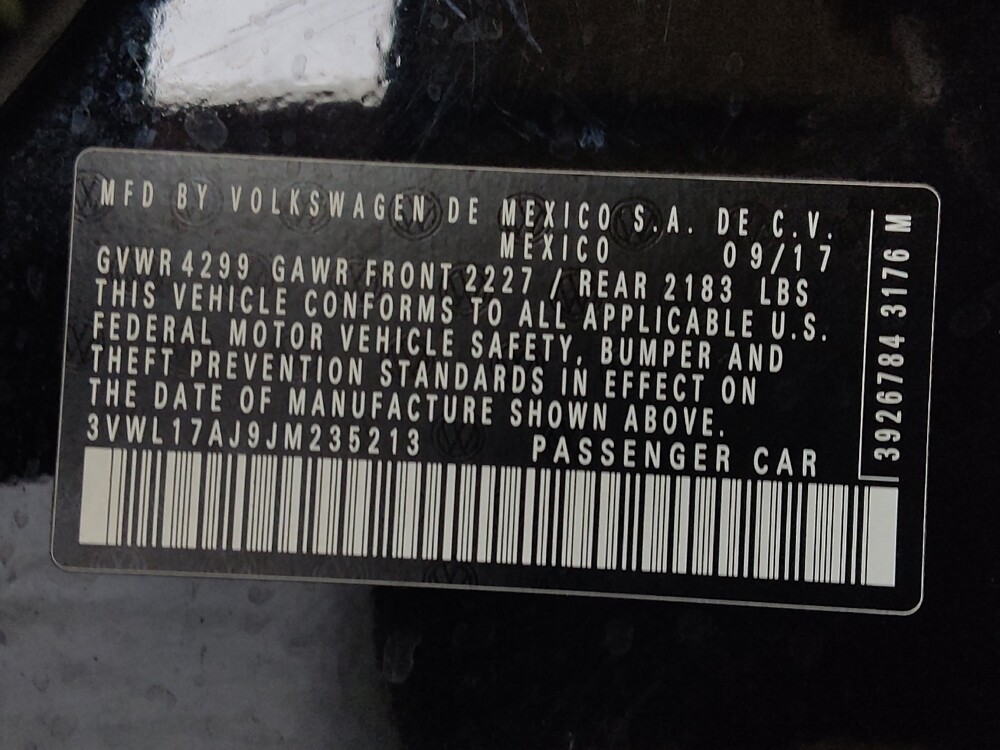 MFD BY VOLKSWAGEN DE MEXICO S.A. DE C.V.
MEXICO 09/17
GVWR 4299 GAWR FRONT 2227 / REAR 2183 LBS
THIS VEHICLE CONFORMS TO ALL APPLICABLE U.S.
FEDERAL MOTOR VEHICLE SAFETY, BUMPER AND
THEFT PREVENTION STANDARDS IN EFFECT ON
THE DATE OF MANUFACTURE SHOWN ABOVE.
3VWL17AJ9JM235213 PASSENGER CAR
3926784 3176 M